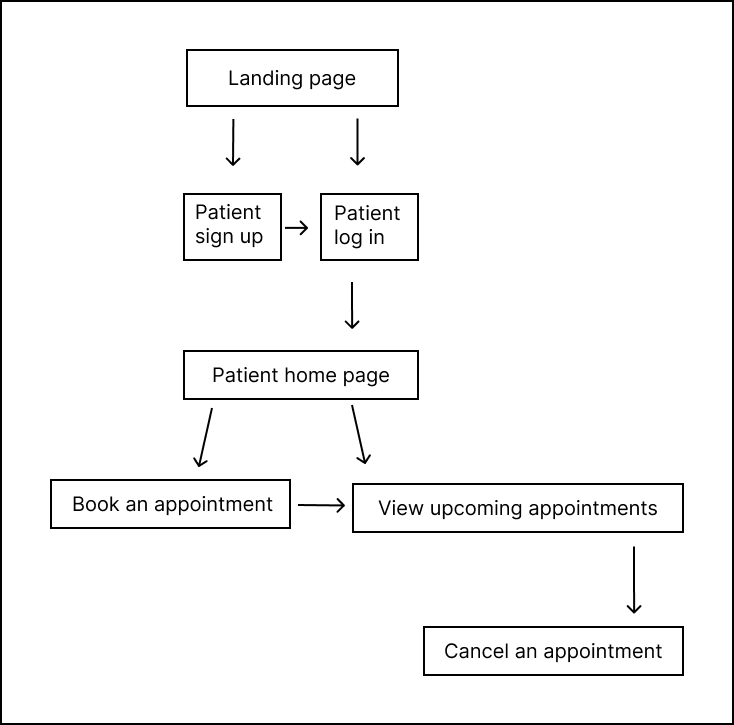 Landing page
Patient
sign up
Patient
log in
Patient home page
Book an appointment
View upcoming appointments
Cancel an appointment